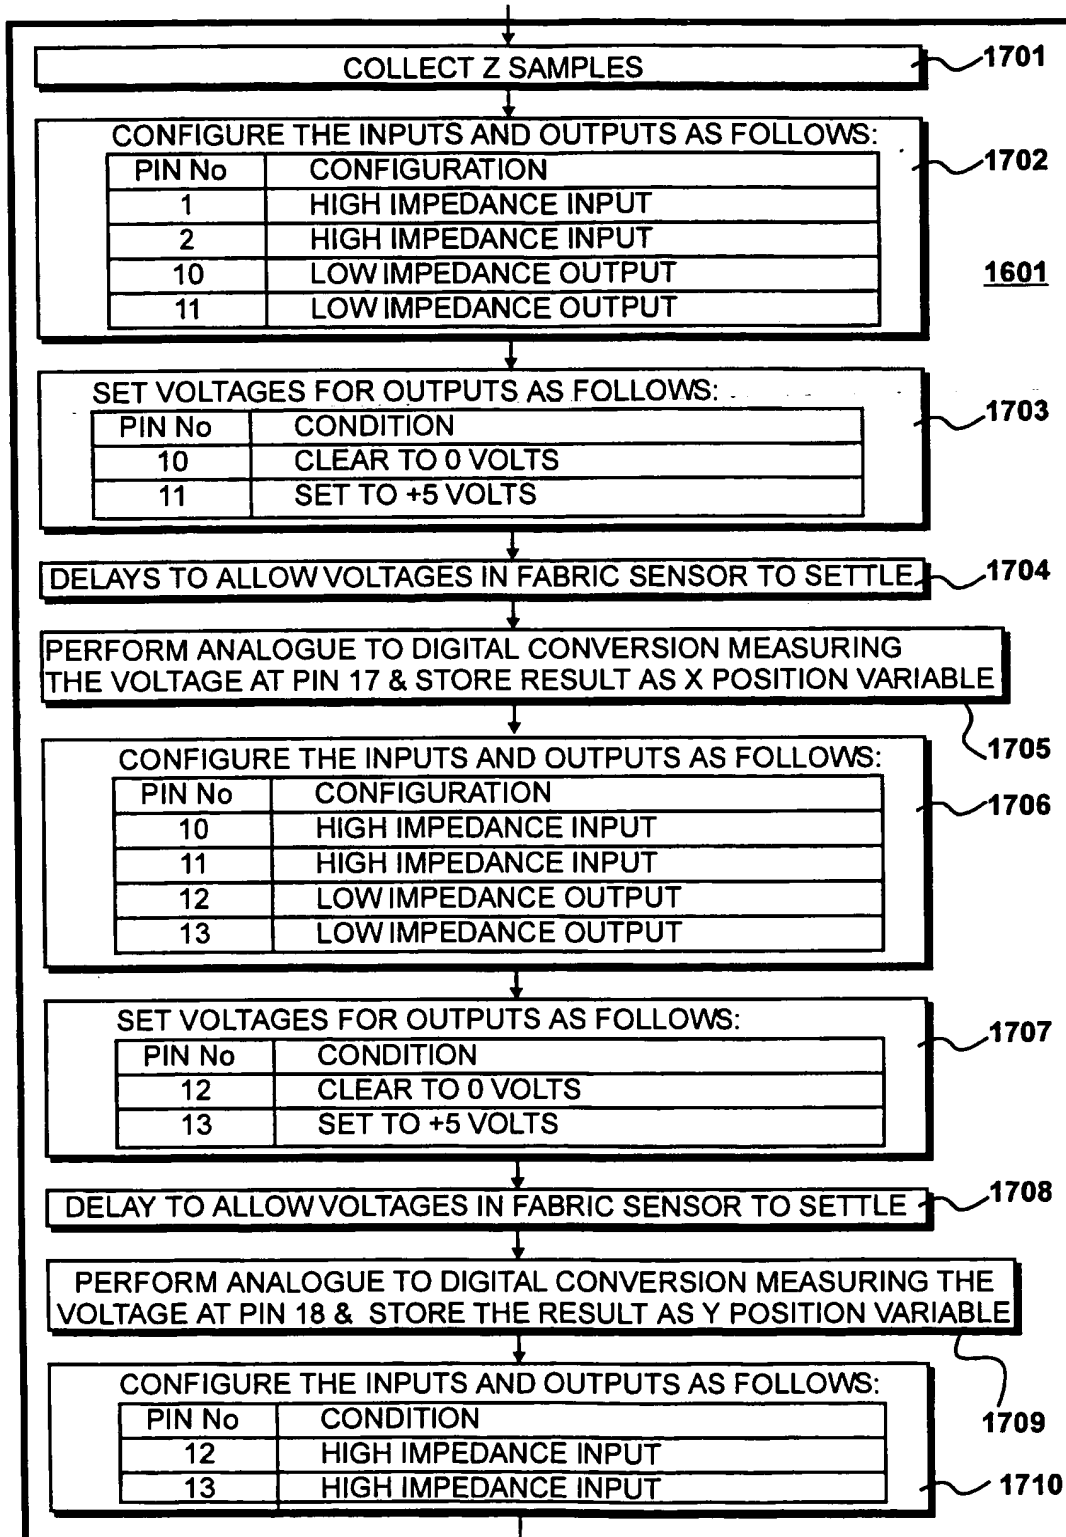 COLLECT Z SAMPLES
1701
CONFIGURE THE INPUTS AND OUTPUTS AS FOLLOWS:
1702
PIN No CONFIGURATION
1 HIGH IMPEDANCE INPUT
2 HIGH IMPEDANCE INPUT
10 LOW IMPEDANCE OUTPUT
11 LOW IMPEDANCE OUTPUT
1601
SET VOLTAGES FOR OUTPUTS AS FOLLOWS:
1703
PIN No CONDITION
10 CLEAR TO 0 VOLTS
11 SET TO +5 VOLTS
DELAYS TO ALLOW VOLTAGES IN FABRIC SENSOR TO SETTLE
1704
PERFORM ANALOGUE TO DIGITAL CONVERSION MEASURING
THE VOLTAGE AT PIN 17 & STORE RESULT AS X POSITION VARIABLE
1705
CONFIGURE THE INPUTS AND OUTPUTS AS FOLLOWS:
1706
PIN No CONFIGURATION
10 HIGH IMPEDANCE INPUT
11 HIGH IMPEDANCE INPUT
12 LOW IMPEDANCE OUTPUT
13 LOW IMPEDANCE OUTPUT
SET VOLTAGES FOR OUTPUTS AS FOLLOWS:
1707
PIN No CONDITION
12 CLEAR TO 0 VOLTS
13 SET TO +5 VOLTS
DELAY TO ALLOW VOLTAGES IN FABRIC SENSOR TO SETTLE
1708
PERFORM ANALOGUE TO DIGITAL CONVERSION MEASURING THE
VOLTAGE AT PIN 18 & STORE THE RESULT AS Y POSITION VARIABLE
1709
CONFIGURE THE INPUTS AND OUTPUTS AS FOLLOWS:
PIN No CONDITION
12 HIGH IMPEDANCE INPUT
13 HIGH IMPEDANCE INPUT
1710